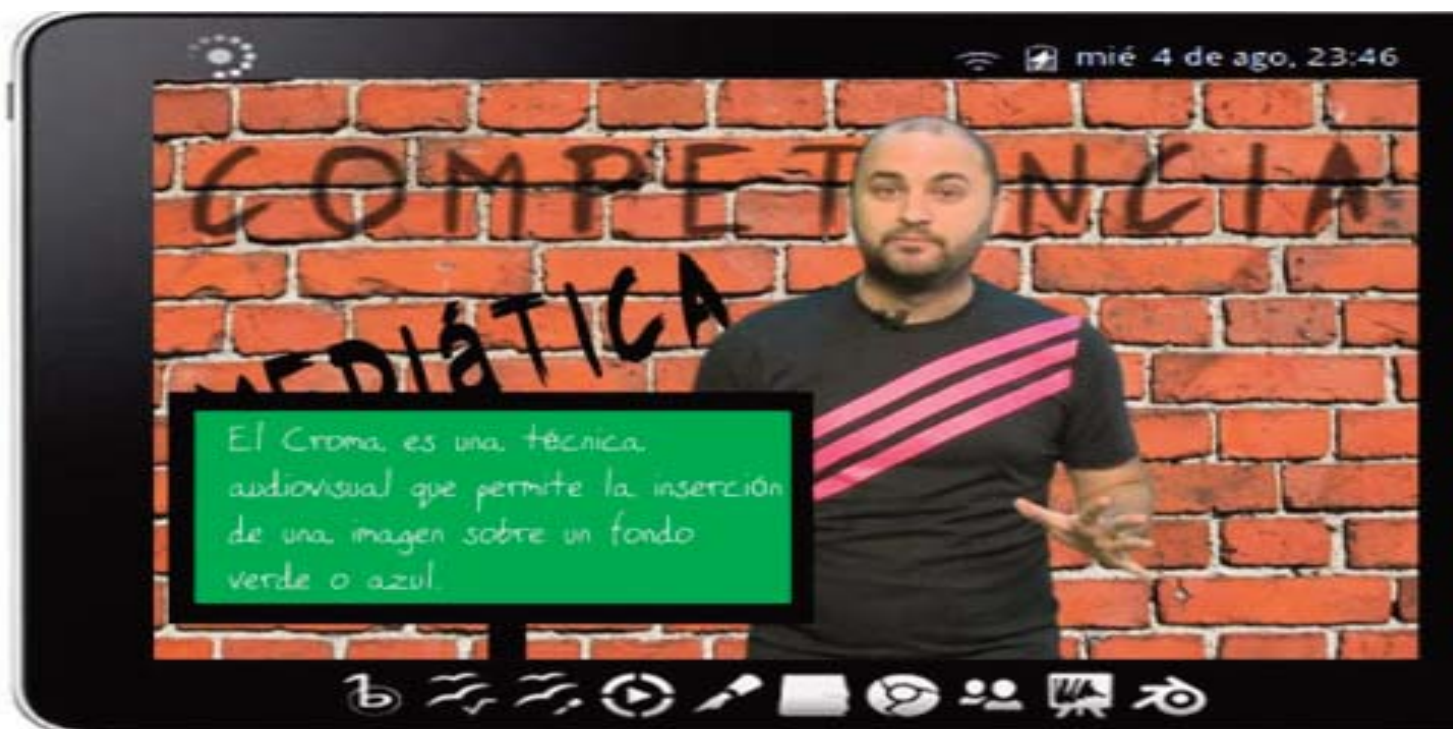 mié 4 de ago, 23:46
COMPETENCIA
MEDIáTICA
El Croma es una técnica
audiovisual que permite la inserción
de una imagen sobre un fondo
verde o azul.